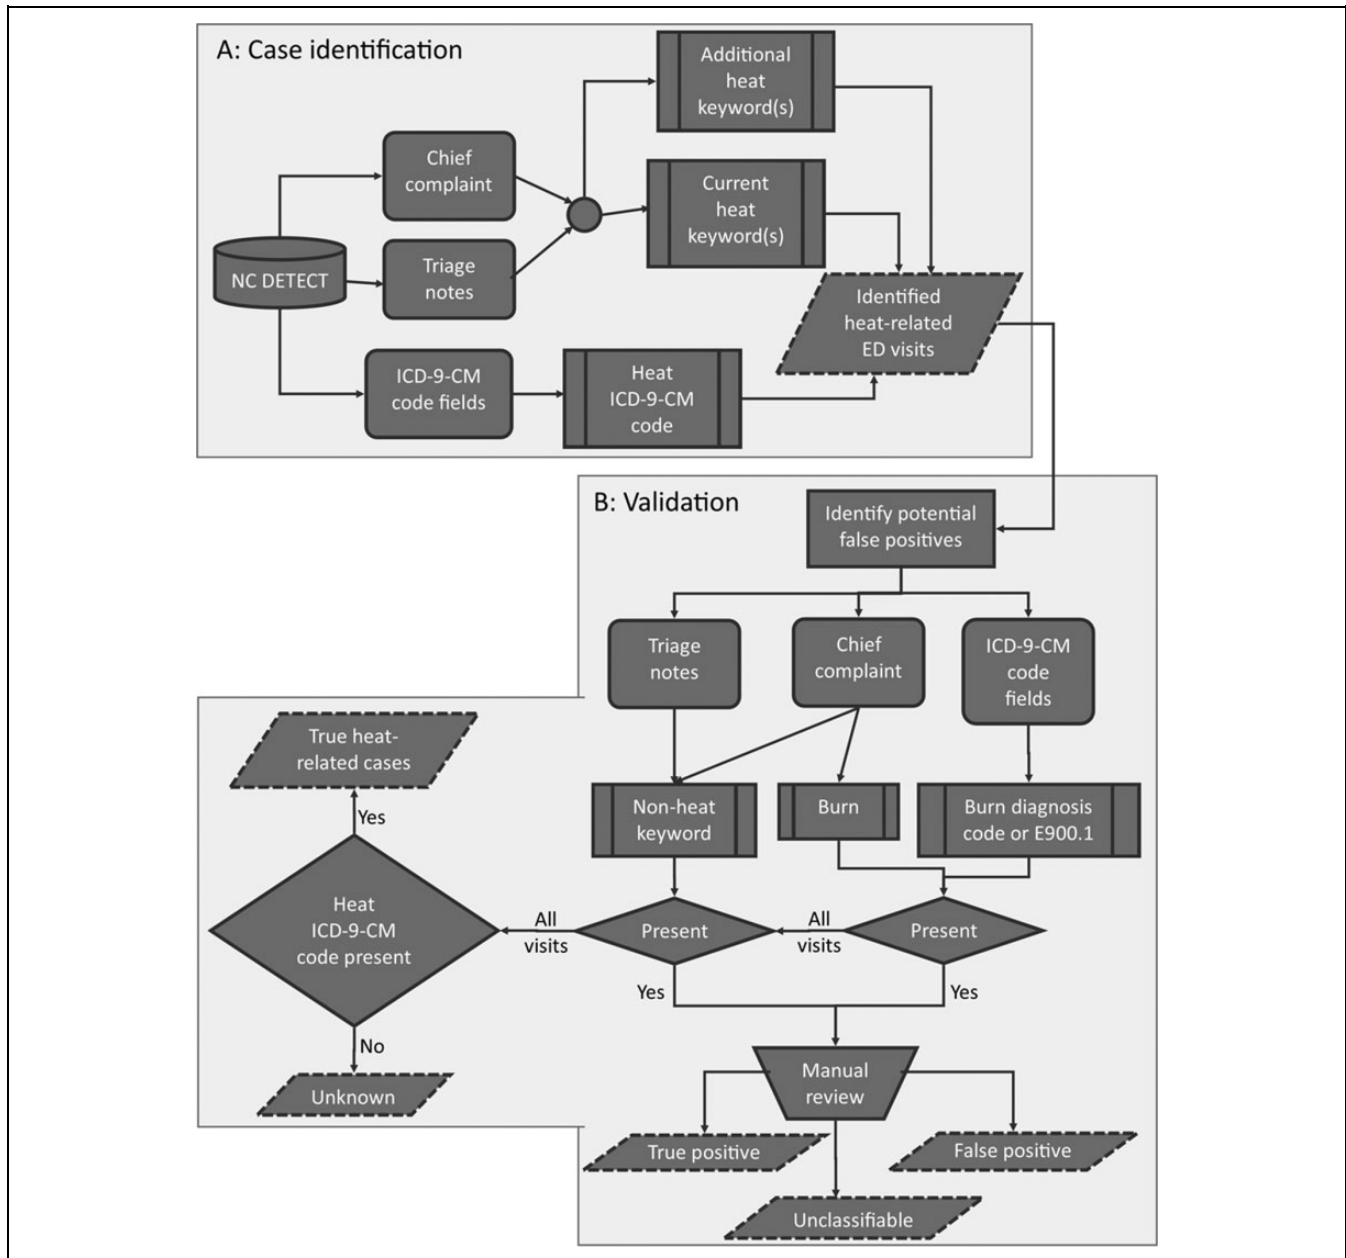 A: Case identification
Additional
heat
keyword(s)
Chief
complaint
Current
heat
keyword(s)
NC DETECT
Triage
notes
Identified
heat-related
ED visits
ICD-9-CM
code fields
Heat
ICD-9-CM
code
B: Validation
Identify potential
false positives
Triage
notes
Chief
complaint
ICD-9-CM
code
fields
True heat-
related cases
Non-heat
keyword
Burn
Burn diagnosis
code or E900.1
Yes
Heat
ICD-9-CM
code present
All
visits
Present
All
visits
Present
Yes
Yes
No
Unknown
Manual
review
True positive
False positive
Unclassifiable